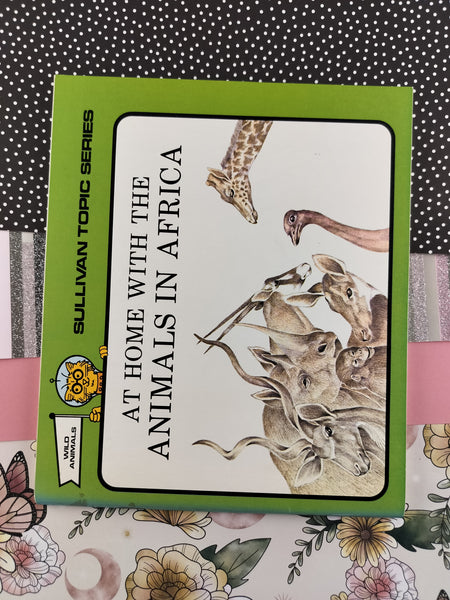 SULLIVAN TOPIC SERIES
WILD
ANIMALS
AT HOME WITH THE
ANIMALS IN AFRICA